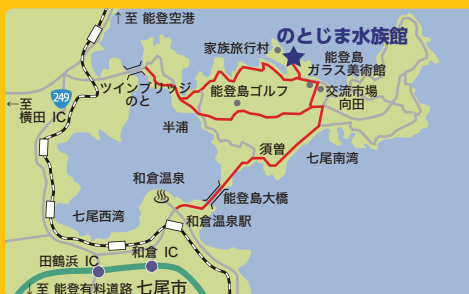 ↑至 能登空港
のとじま水族館
家族旅行村
能登島
ガラス美術館
ツインブリッジ
のと
能登島ゴルフ
交流市場
向田
249
←至
横田 IC
半浦
須曽
七尾南湾
和倉温泉
能登島大橋
七尾西湾
和倉温泉駅
田鶴浜 IC
和倉 IC
↓至 能登有料道路
七尾市